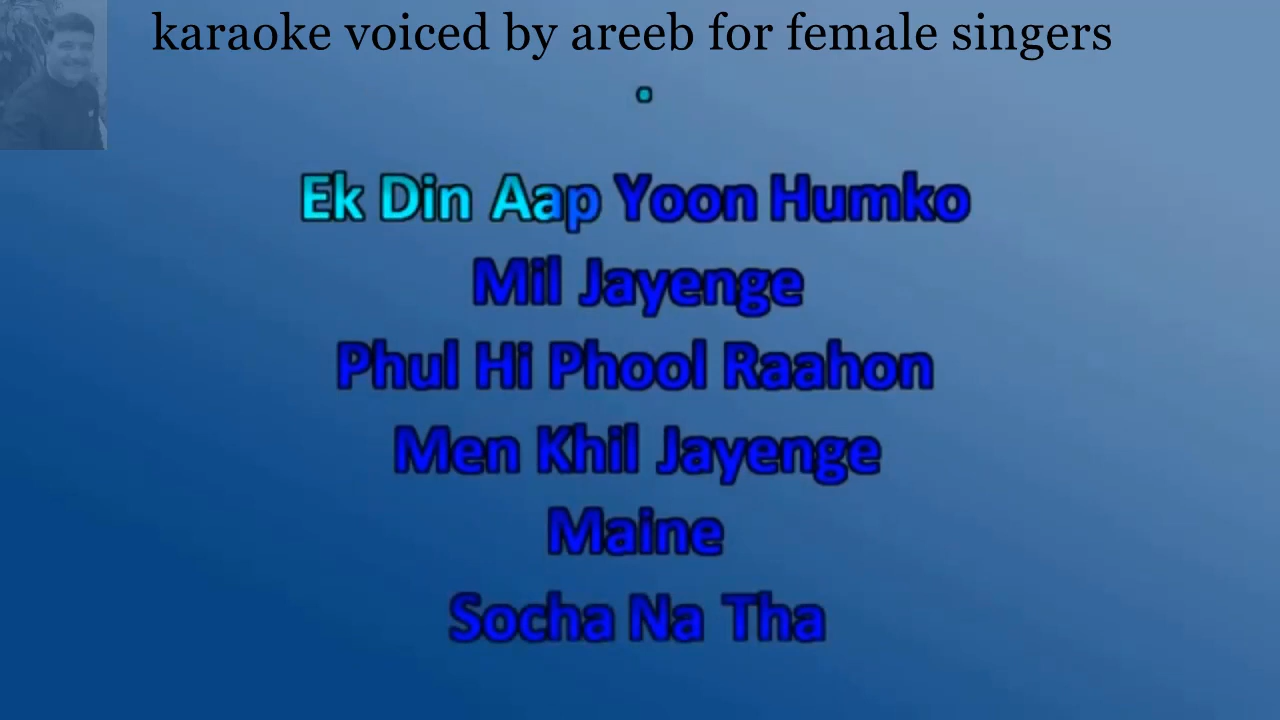 karaoke voiced by areeb for female singers
Ek Din Aap Yoon Humko
Mil Jayenge
Phul Hi Phool Raahon
Men Khil Jayenge
Maine
Socha Na Tha